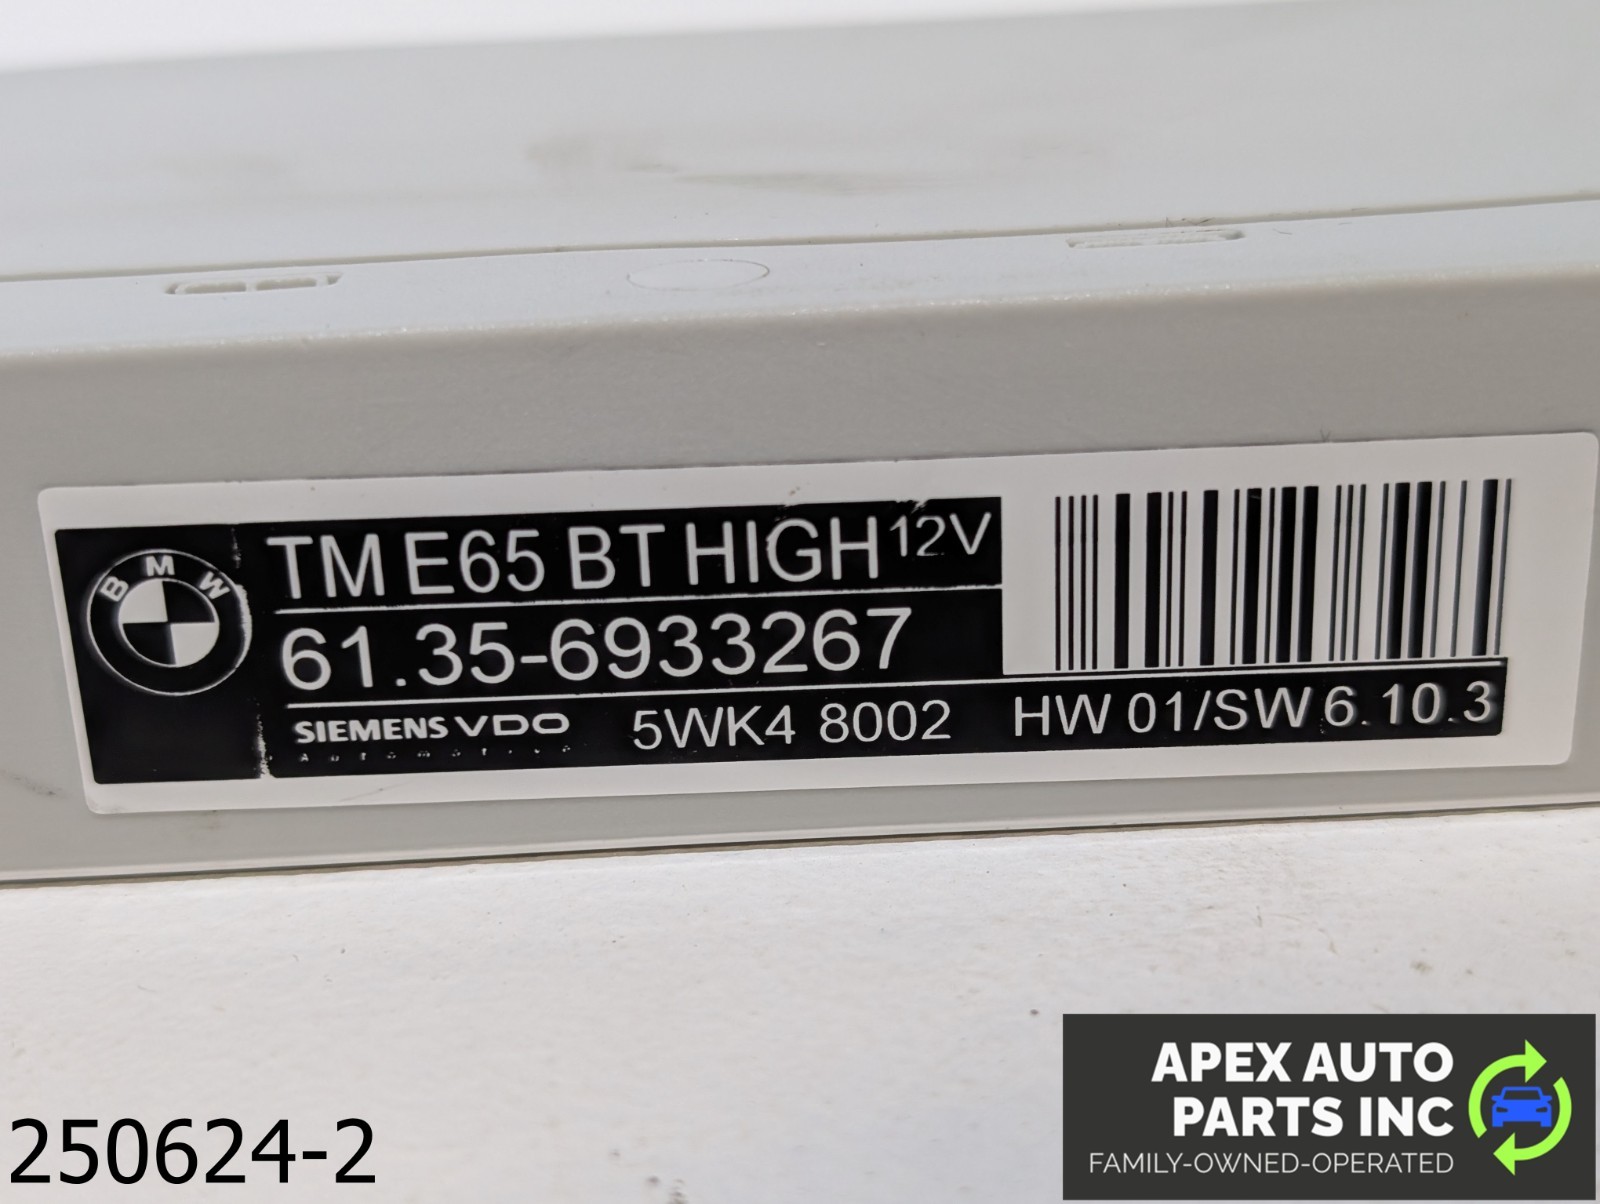 BMW
TM E65 BT HIGH 12V
61.35-6933267
SIEMENS VDO
Automotive
5WK4 8002
HW 01/SW 6.10.3
250624-2
APEX AUTO
PARTS INC
FAMILY-OWNED-OPERATED